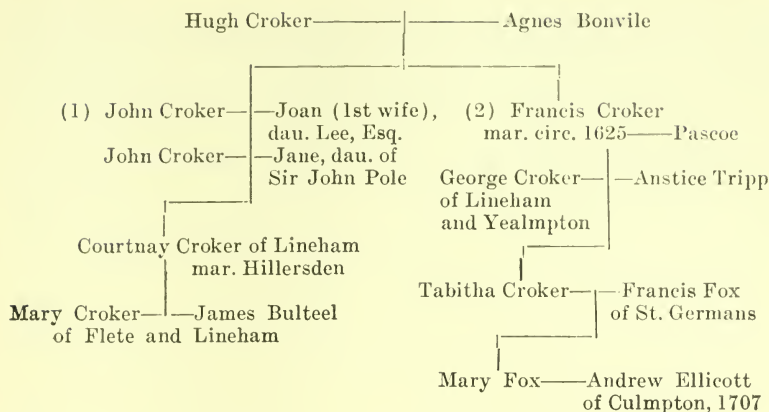 Hugh Croker Agnes Bonvile
(1) John Croker Joan (1st wife), (2) Francis Croker
dau. Lee, Esq. mar. circ. 1625 Pascoe
John Croker Jane, dau. of
Sir John Pole George Croker Anstice Tripp
of Lineham
and Yealmpton
Courtnay Croker of Lineham
mar. Hillersden
Tabitha Croker Francis Fox
Mary Croker James Bulteel of St. Germans
of Flete and Lineham
Mary Fox Andrew Ellicott
of Culmpton, 1707